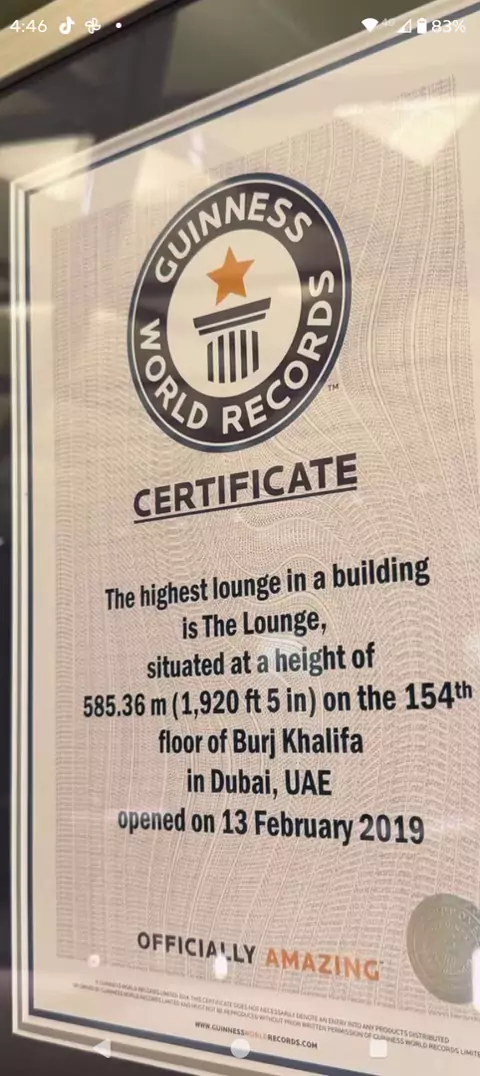 4:46
4G 83%
GUINNESS
WORLD RECORDS
TM
CERTIFICATE
The highest lounge in a building
is The Lounge,
situated at a height of
585.36 m (1,920 ft 5 in) on the 154th
floor of Burj Khalifa
in Dubai, UAE
opened on 13 February 2019
OFFICIALLY AMAZING
WWW.GUINNESSWORLDRECORDS.COM